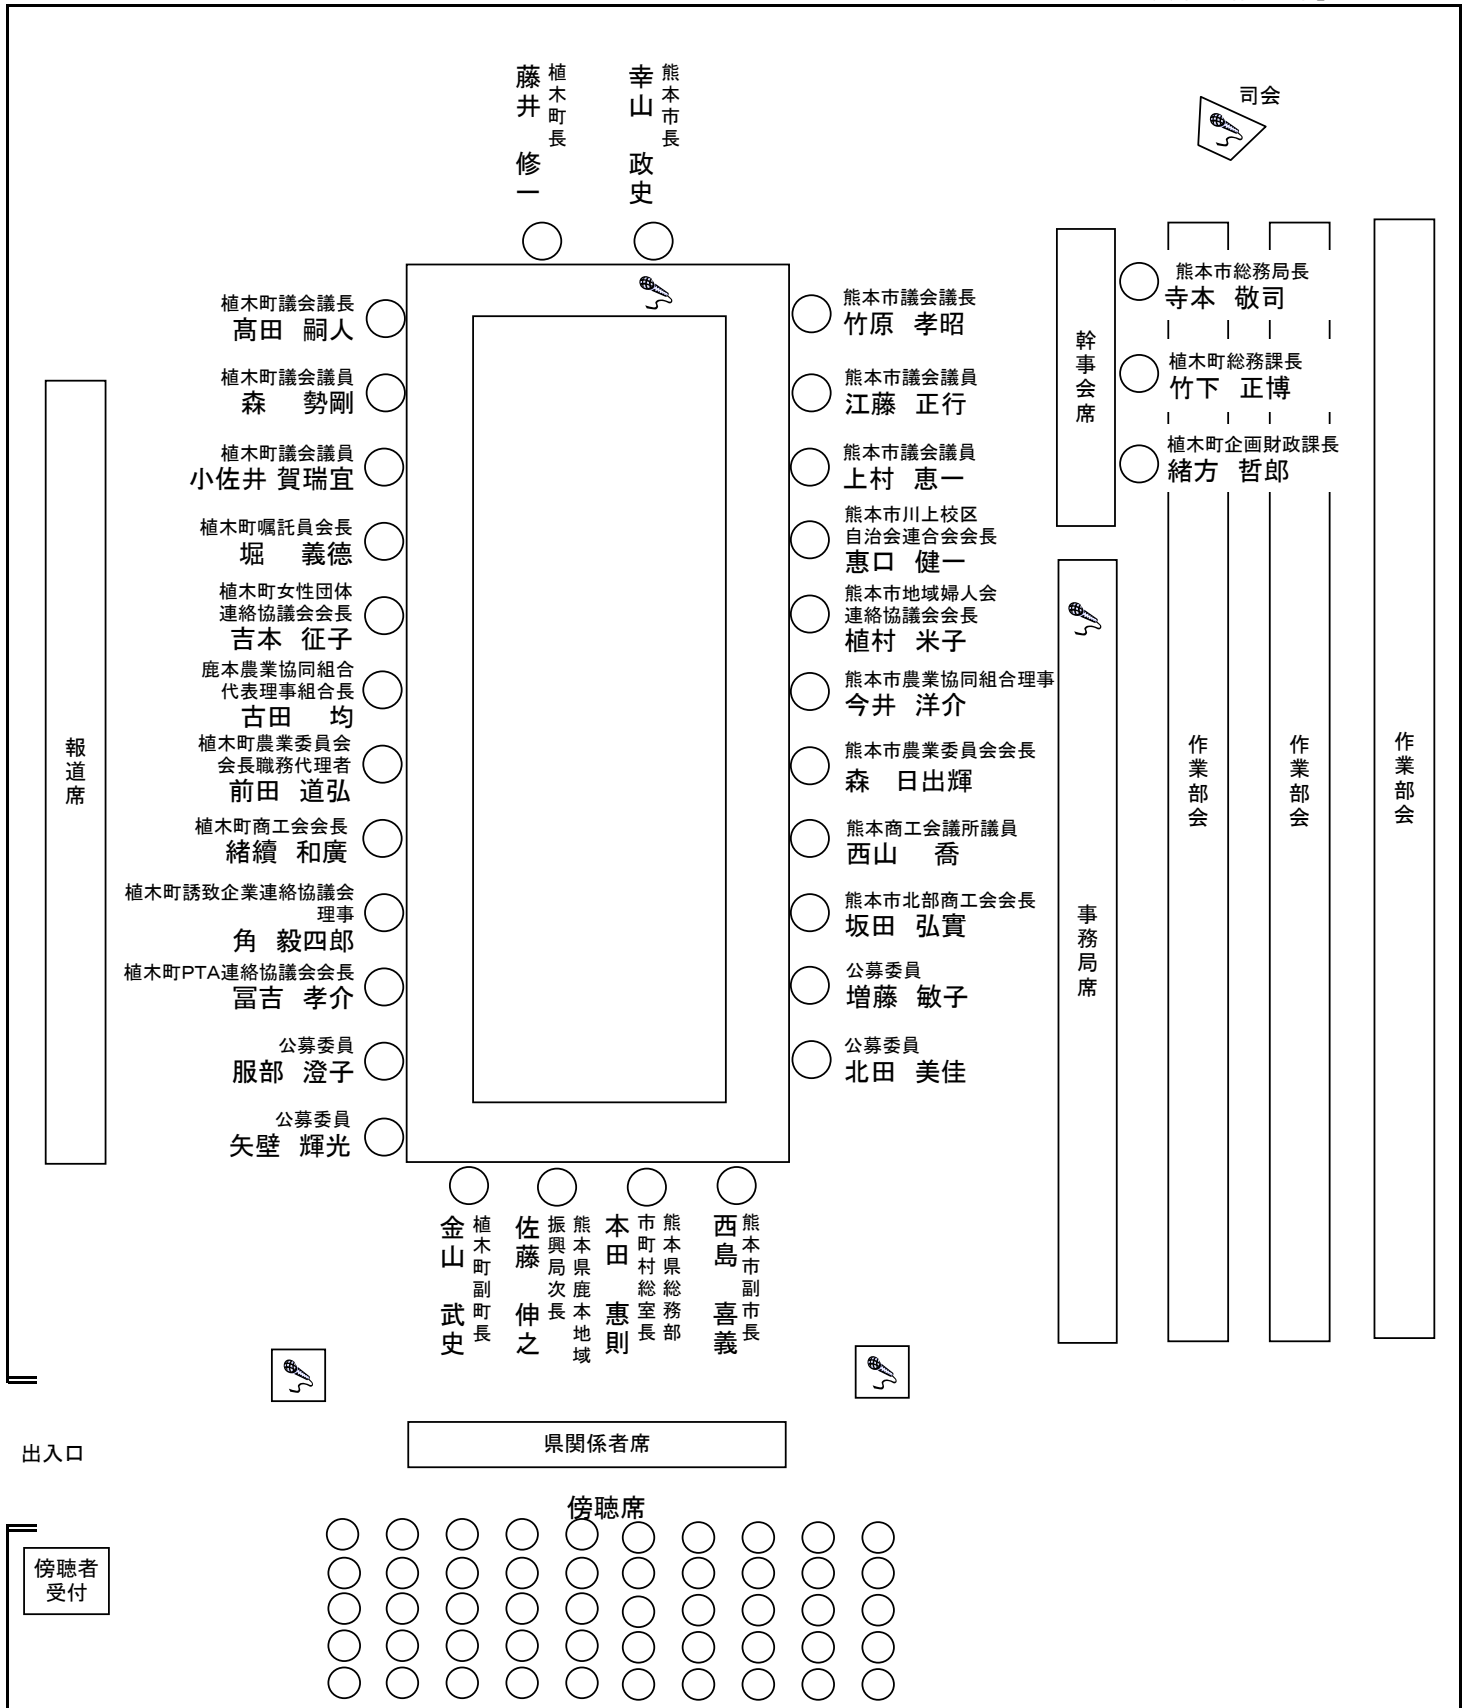 熊本市長
幸山 政史
植木町長
藤井 修一
司会
植木町議会議長
髙田 嗣人
植木町議会議員
森 勢剛
植木町議会議員
小佐井 賀瑞宜
植木町嘱託員会長
堀 義德
植木町女性団体
連絡協議会会長
吉本 征子
鹿本農業協同組合
代表理事組合長
古田 均
植木町農業委員会
会長職務代理者
前田 道弘
植木町商工会会長
緒續 和廣
植木町誘致企業連絡協議会
理事
角 毅四郎
植木町PTA連絡協議会会長
冨吉 孝介
公募委員
服部 澄子
公募委員
矢壁 輝光
熊本市議会議長
竹原 孝昭
熊本市議会議員
江藤 正行
熊本市議会議員
上村 恵一
熊本市川上校区
自治会連合会会長
惠口 健一
熊本市地域婦人会
連絡協議会会長
植村 米子
熊本市農業協同組合理事
今井 洋介
熊本市農業委員会会長
森 日出輝
熊本商工会議所議員
西山 喬
熊本市北部商工会会長
坂田 弘實
公募委員
増藤 敏子
公募委員
北田 美佳
幹事会席
熊本市総務局長
寺本 敬司
植木町総務課長
竹下 正博
植木町企画財政課長
緒方 哲郎
報道席
事務局席
作業部会
作業部会
作業部会
熊本市副市長
西島 喜義
熊本県総務部
市町村総室長
本田 惠則
熊本県鹿本地域
振興局次長
佐藤 伸之
植木町副町長
金山 武史
出入口
県関係者席
傍聴席
傍聴者
受付